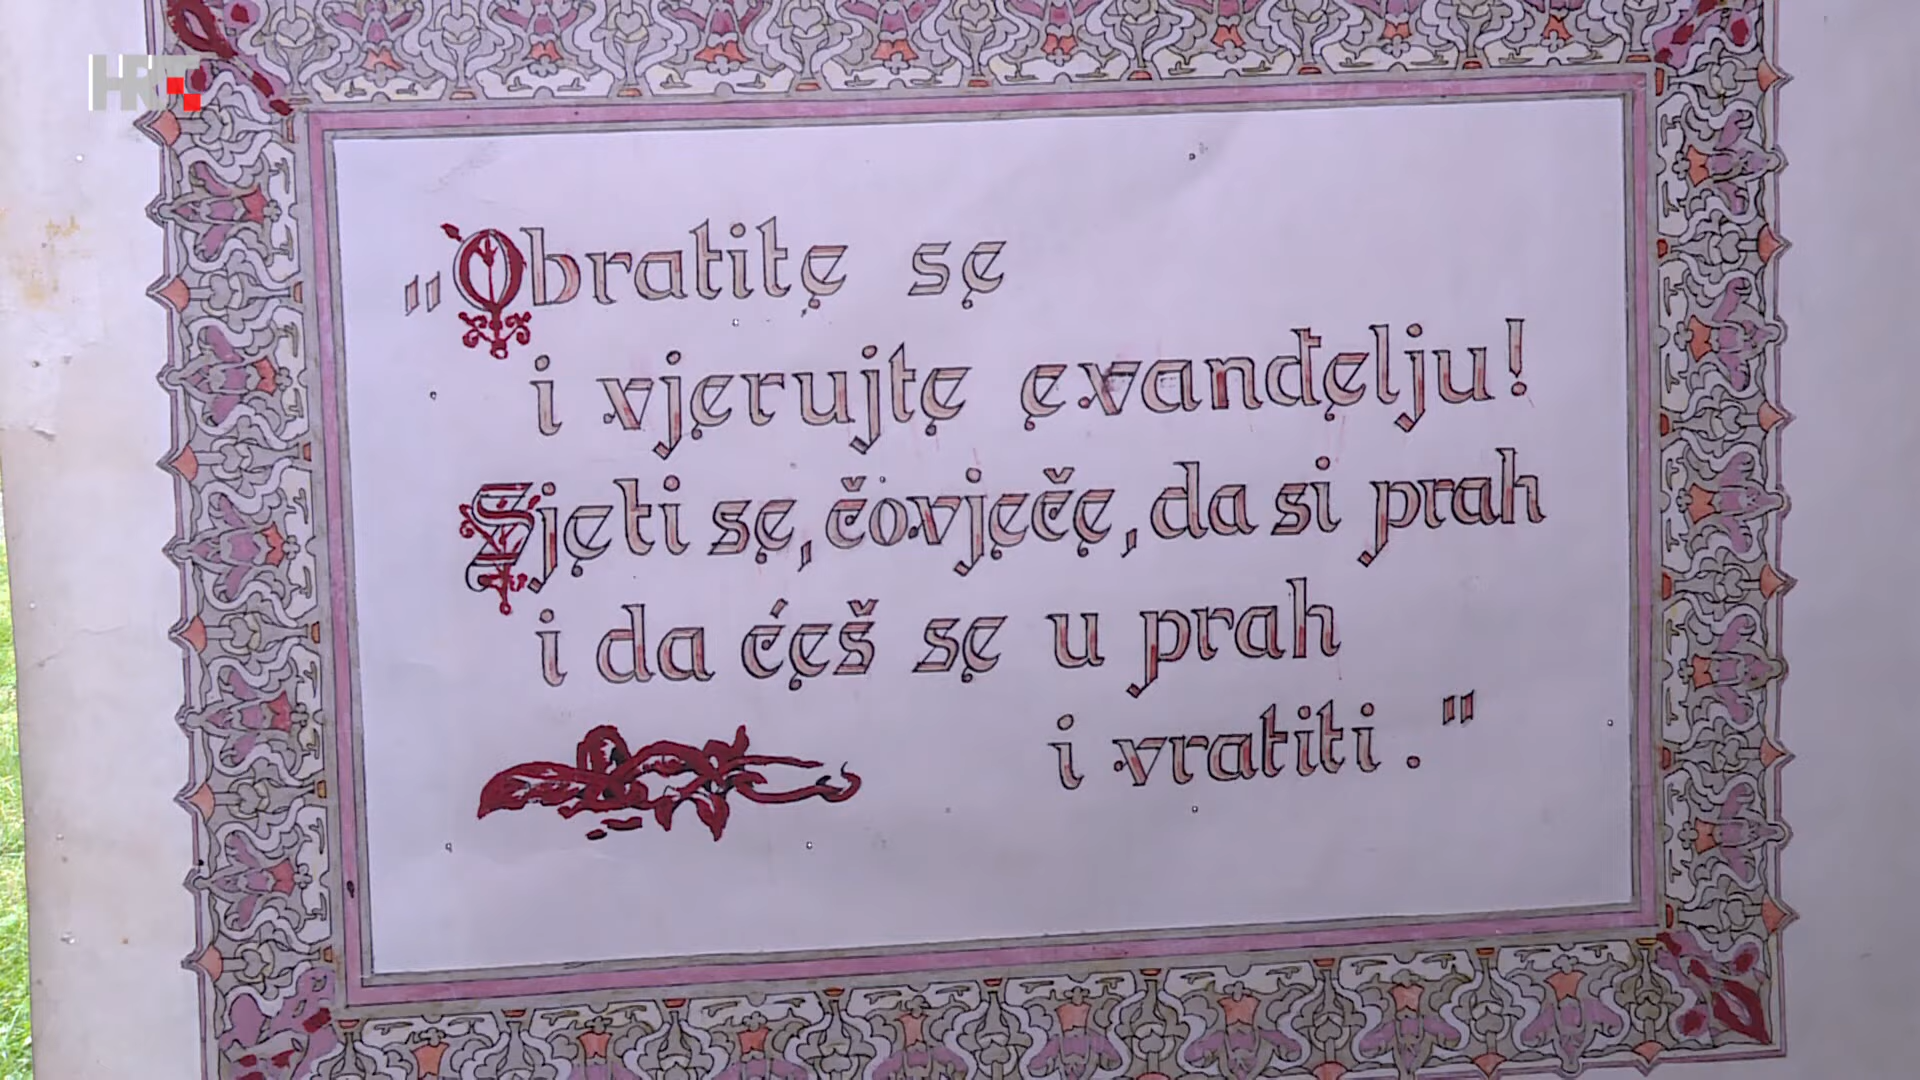 HRT
„Obratite se
i vjerujte evanđelju!
Sjeti se, čovječe, da si prah
i da ćeš se u prah
i vratiti."